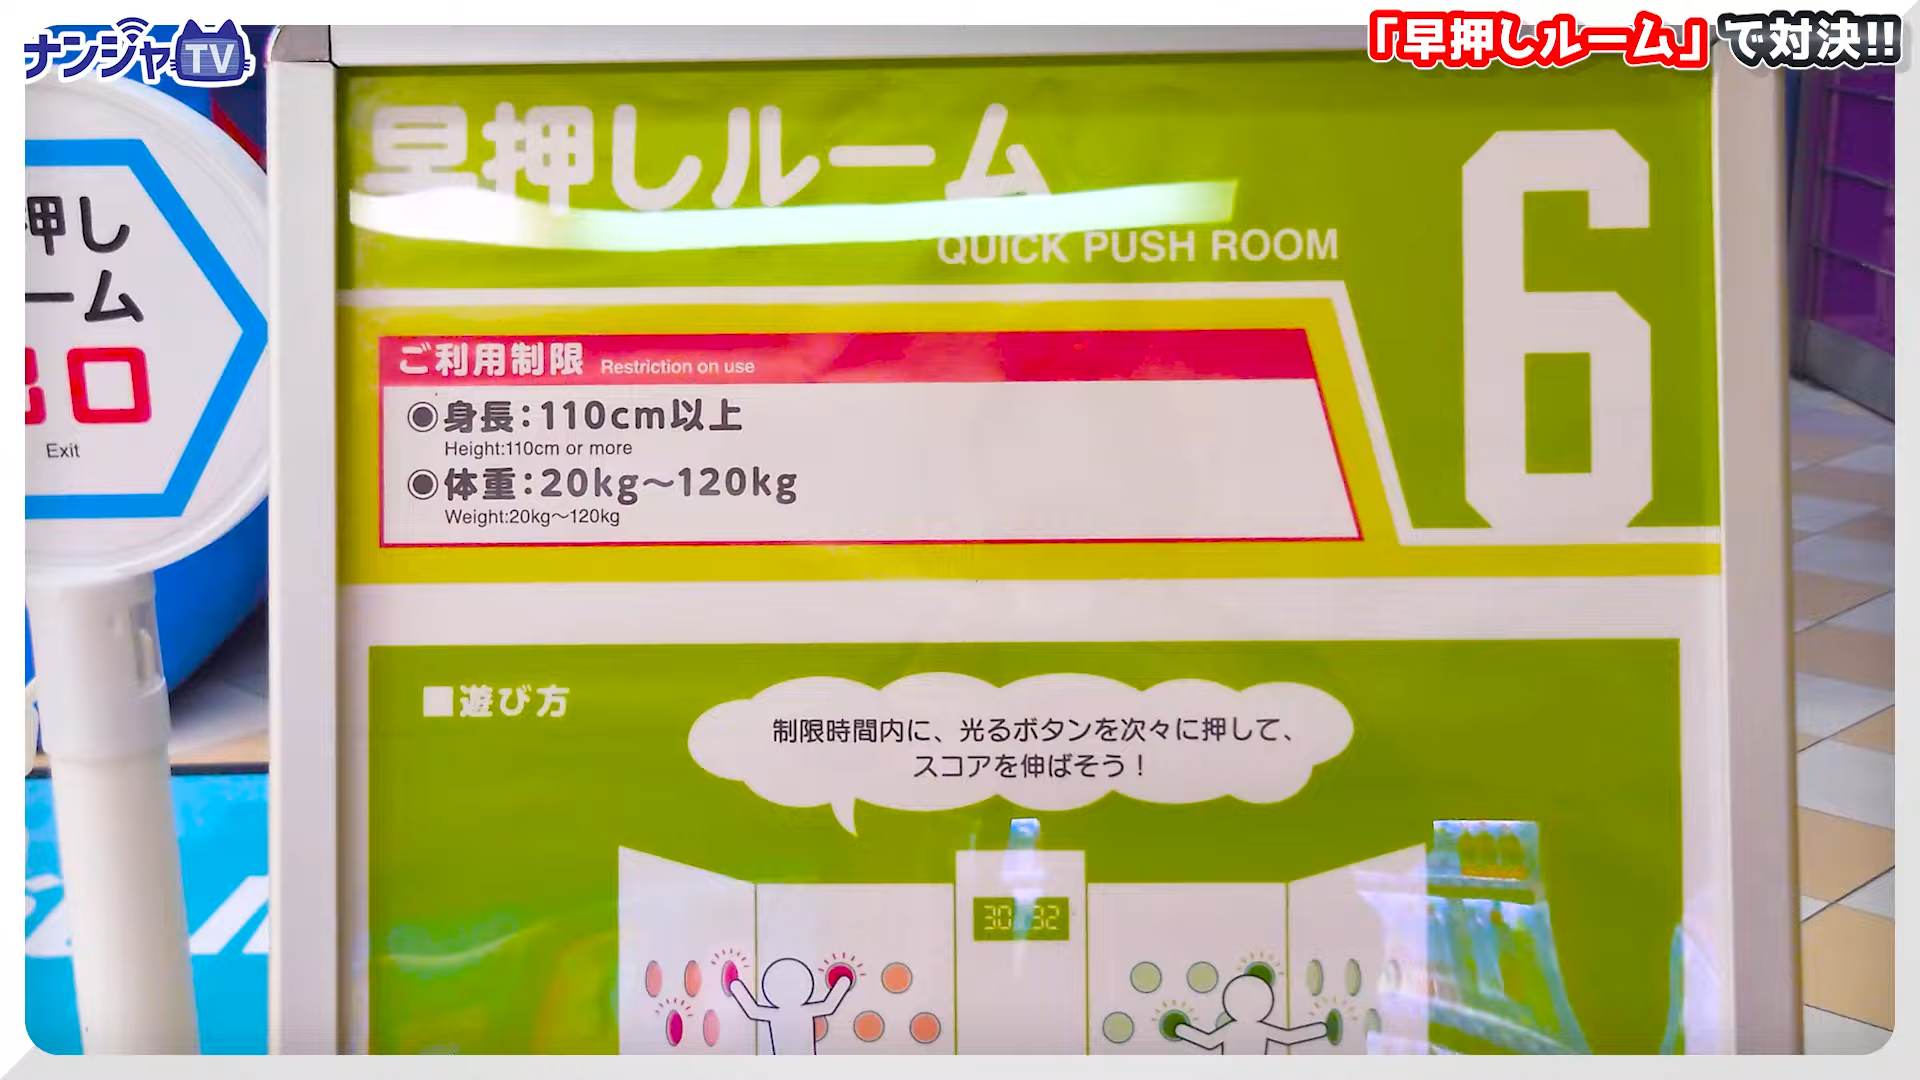 ナンジャTV
「早押しルーム」で対決!!
早押しルーム
QUICK PUSH ROOM
6
ご利用制限 Restriction on use
◉身長：110cm以上
Height:110cm or more
◉体重：20kg〜120kg
Weight:20kg〜120kg
■遊び方
制限時間内に、光るボタンを次々に押して、
スコアを伸ばそう！
30 32
押し
ーム
出口
Exit